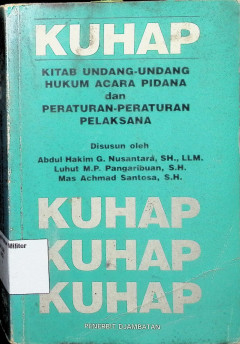 KUHAP
KITAB UNDANG-UNDANG
HUKUM ACARA PIDANA
dan
PERATURAN-PERATURAN
PELAKSANA
Disusun oleh
Abdul Hakim G. Nusantara, SH., LLM.
Luhut M.P. Pangaribuan, S.H.
Mas Achmad Santosa, S.H.
KUHAP
KUHAP
KUHAP
PENERBIT DJAMBATAN